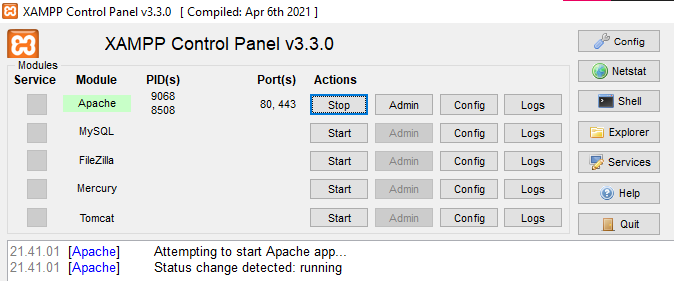 XAMPP Control Panel v3.3.0 [ Compiled: Apr 6th 2021 ]
XAMPP Control Panel v3.3.0
Config
Modules
Service Module PID(s) Port(s) Actions
Netstat
Apache 9068 8508 80, 443 Stop Admin Config Logs
Shell
MySQL Start Admin Config Logs
Explorer
FileZilla Start Admin Config Logs
Services
Mercury Start Admin Config Logs
Help
Tomcat Start Admin Config Logs
Quit
21.41.01 [Apache] Attempting to start Apache app...
21.41.01 [Apache] Status change detected: running